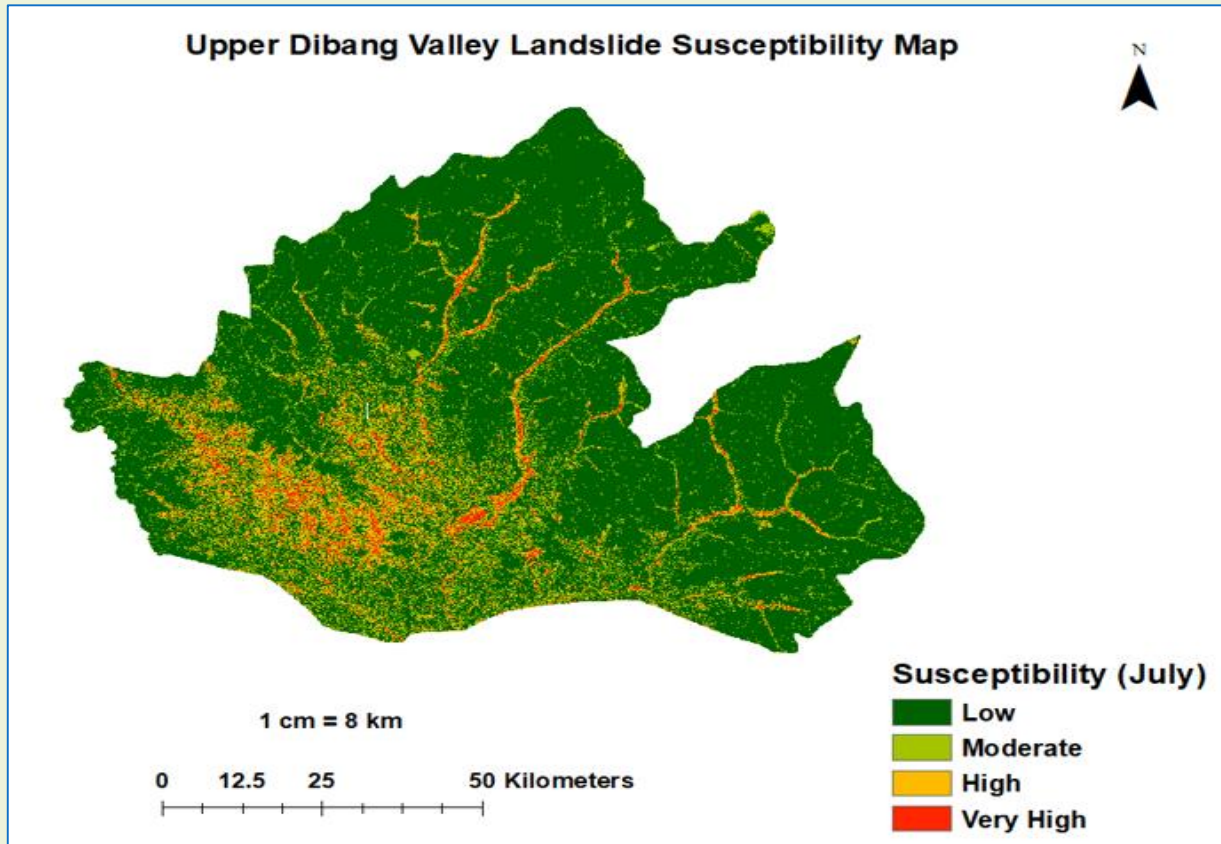 Upper Dibang Valley Landslide Susceptibility Map
N
Susceptibility (July)
Low
Moderate
High
Very High
1 cm = 8 km
0 12.5 25 50 Kilometers